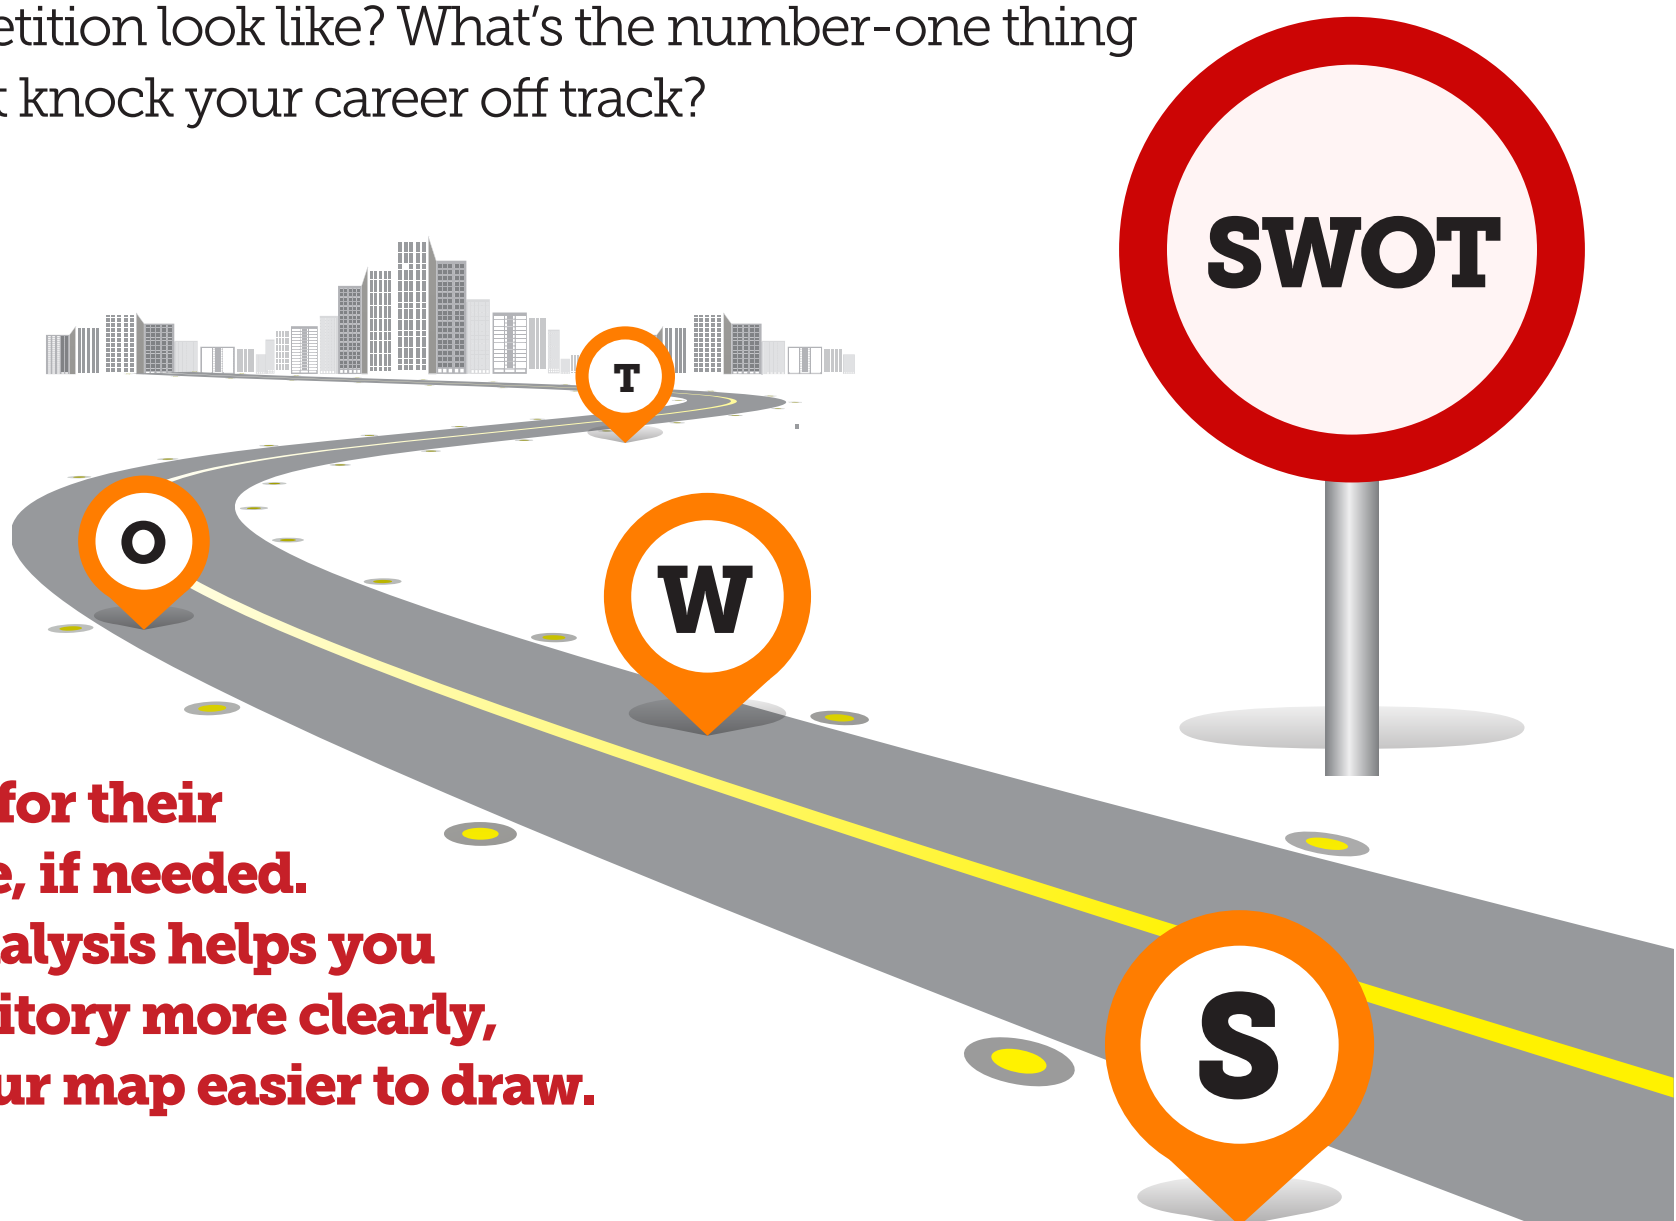 etition look like? What's the number-one thing
t knock your career off track?
SWOT
T
O
W
for their
e, if needed.
alysis helps you
itory more clearly,
ur map easier to draw.
S